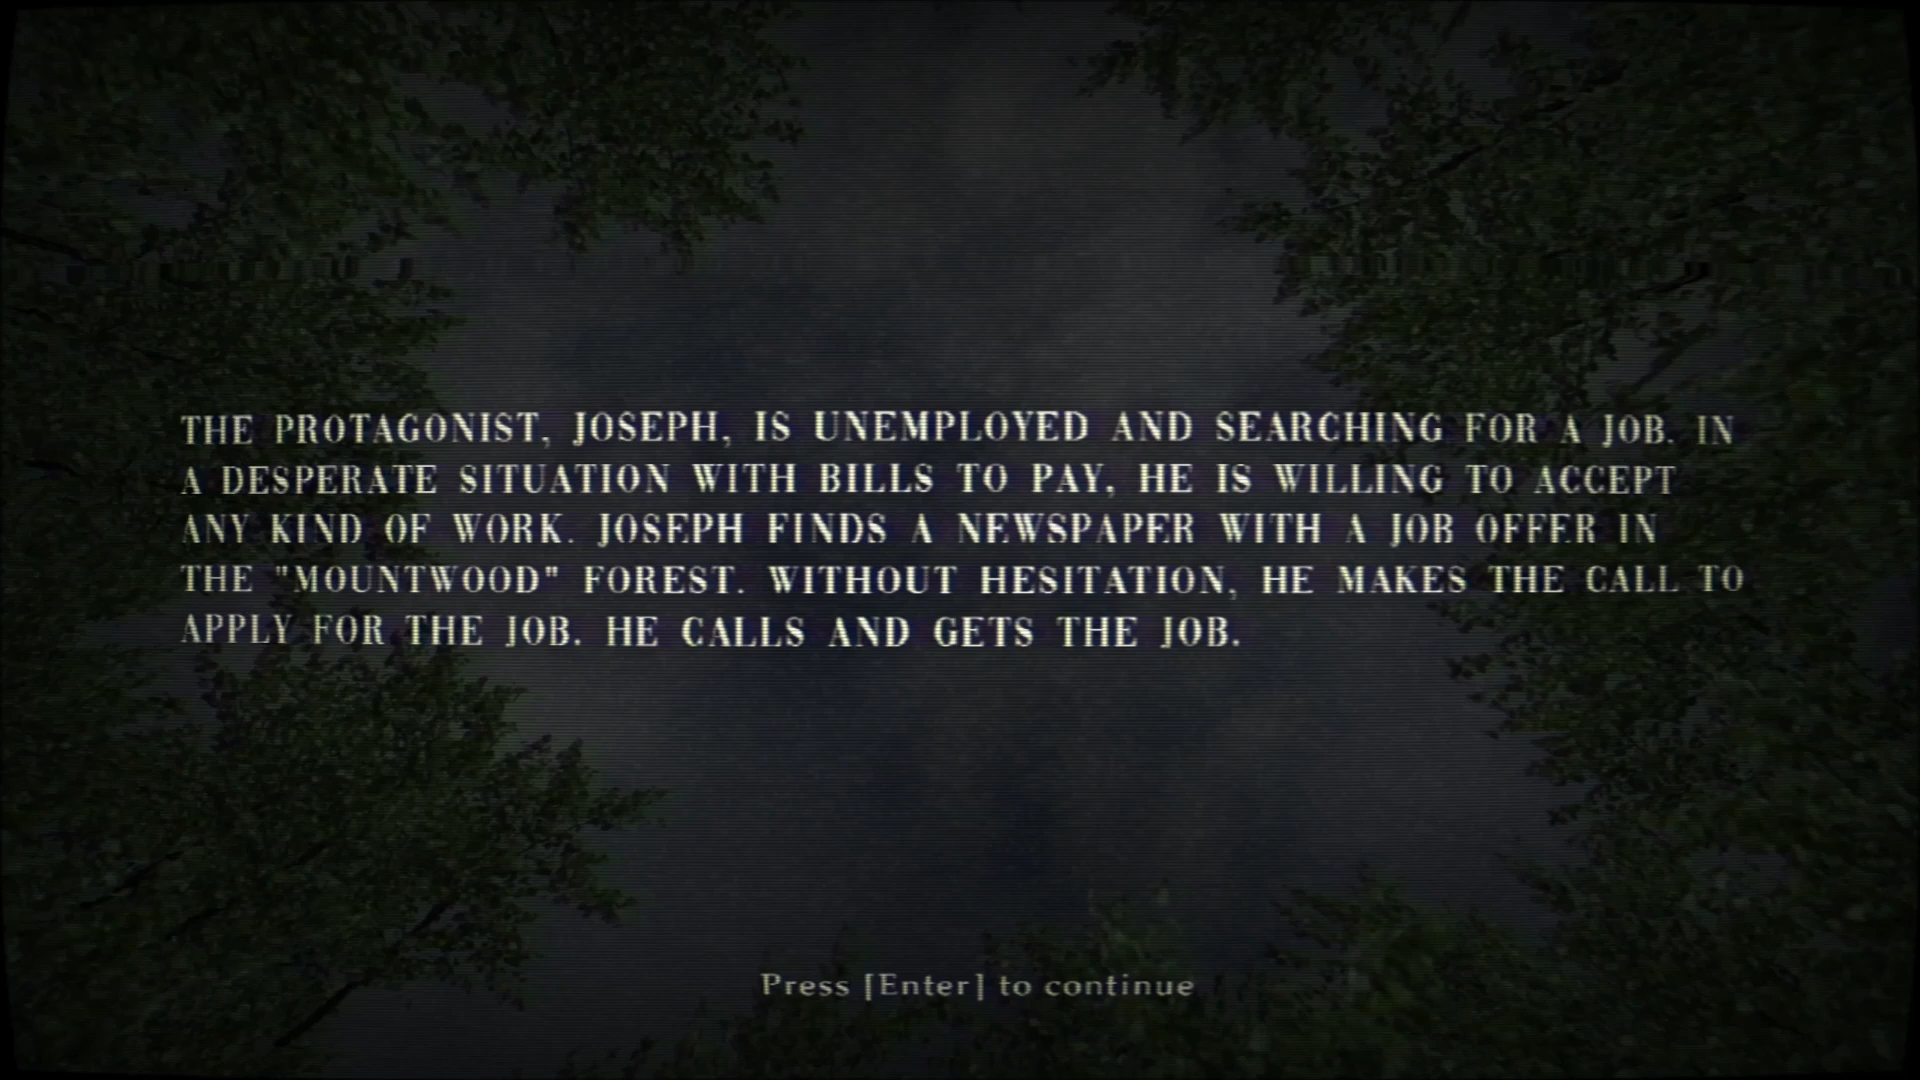 THE PROTAGONIST, JOSEPH, IS UNEMPLOYED AND SEARCHING FOR A JOB. IN
A DESPERATE SITUATION WITH BILLS TO PAY, HE IS WILLING TO ACCEPT
ANY KIND OF WORK. JOSEPH FINDS A NEWSPAPER WITH A JOB OFFER IN
THE "MOUNTWOOD" FOREST. WITHOUT HESITATION, HE MAKES THE CALL TO
APPLY FOR THE JOB. HE CALLS AND GETS THE JOB.
Press [Enter] to continue